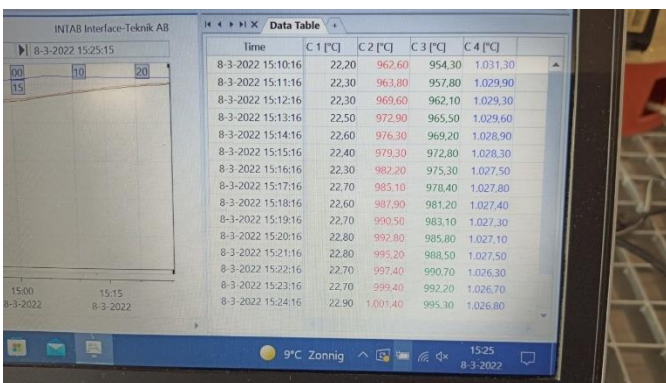 INTAB Interface-Teknik AB
8-3-2022 15:25:15
00 10 20
15
15:00 15:15
8-3-2022 8-3-2022
Data Table +
Time C 1 [°C] C 2 [°C] C 3 [°C] C 4 [°C]
8-3-2022 15:10:16 22,20 962,60 954,30 1.031,30
8-3-2022 15:11:16 22,30 963,80 957,80 1.029,90
8-3-2022 15:12:16 22,30 969,60 962,10 1.029,30
8-3-2022 15:13:16 22,50 972,90 965,50 1.029,60
8-3-2022 15:14:16 22,60 976,30 969,20 1.028,90
8-3-2022 15:15:16 22,40 979,30 972,80 1.028,30
8-3-2022 15:16:16 22,30 982,20 975,30 1.027,50
8-3-2022 15:17:16 22,70 985,10 978,40 1.027,80
8-3-2022 15:18:16 22,60 987,90 981,20 1.027,40
8-3-2022 15:19:16 22,70 990,50 983,10 1.027,30
8-3-2022 15:20:16 22,80 992,80 985,80 1.027,10
8-3-2022 15:21:16 22,80 995,20 988,50 1.027,50
8-3-2022 15:22:16 22,70 997,40 990,70 1.026,30
8-3-2022 15:23:16 22,70 999,40 992,20 1.026,70
8-3-2022 15:24:16 22,90 1.001,40 995,30 1.026,80
9°C Zonnig
15:25
8-3-2022